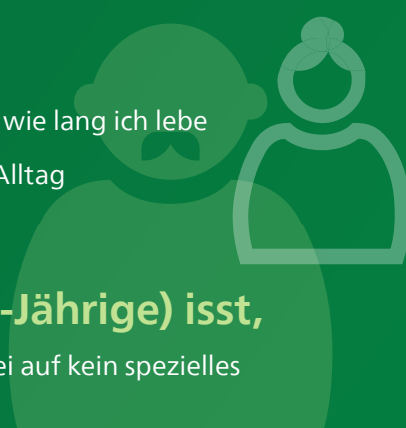 wie lang ich lebe
Alltag
-Jährige) isst,
ei auf kein spezielles